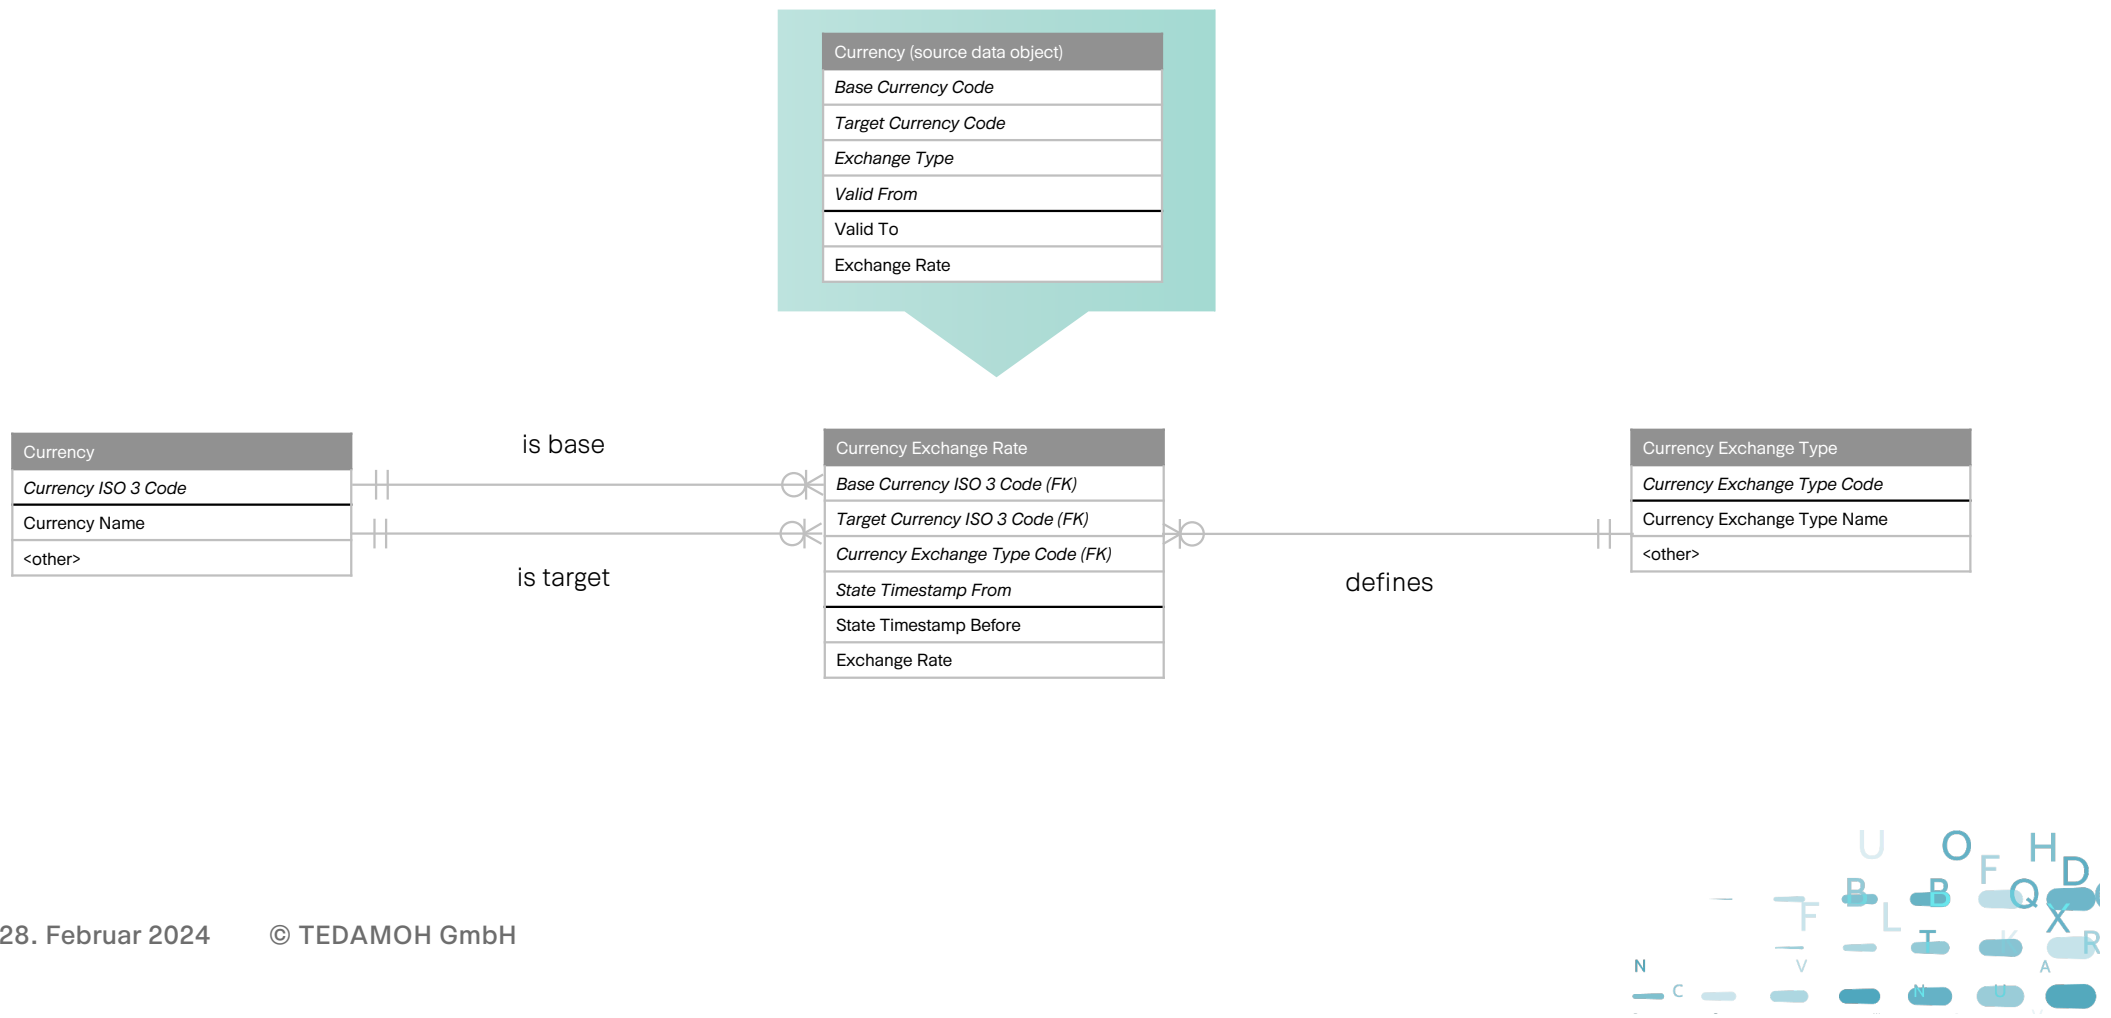 Currency (source data object)
Base Currency Code
Target Currency Code
Exchange Type
Valid From
Valid To
Exchange Rate
Currency
Currency ISO 3 Code
Currency Name
<other>
is base
is target
Currency Exchange Rate
Base Currency ISO 3 Code (FK)
Target Currency ISO 3 Code (FK)
Currency Exchange Type Code (FK)
State Timestamp From
State Timestamp Before
Exchange Rate
defines
Currency Exchange Type
Currency Exchange Type Code
Currency Exchange Type Name
<other>
28. Februar 2024 © TEDAMOH GmbH
U O F H D
B B Q
F L X
T K R
N V A
C N U